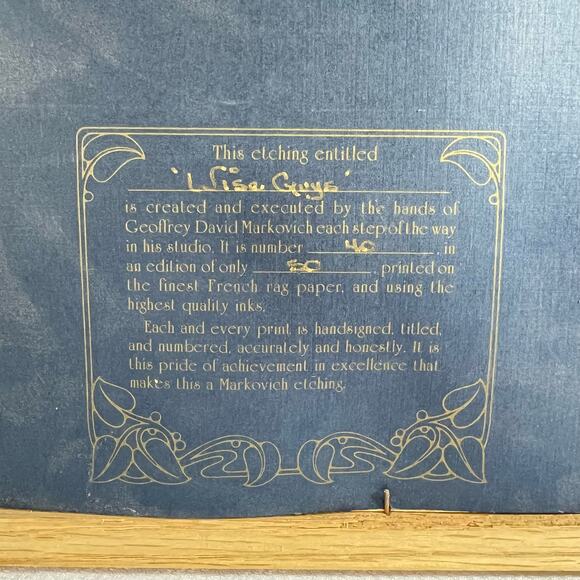 This etching entitled
'Wise Guys'
is created and executed by the hands of
Geoffrey David Markovich each step of the way
in his studio. It is number 40 , in
an edition of only 50 , printed on
the finest French rag paper, and using the
highest quality inks.
Each and every print is handsigned, titled,
and numbered, accurately and honestly. It is
this pride of achievement in excellence that
makes this a Markovich etching.